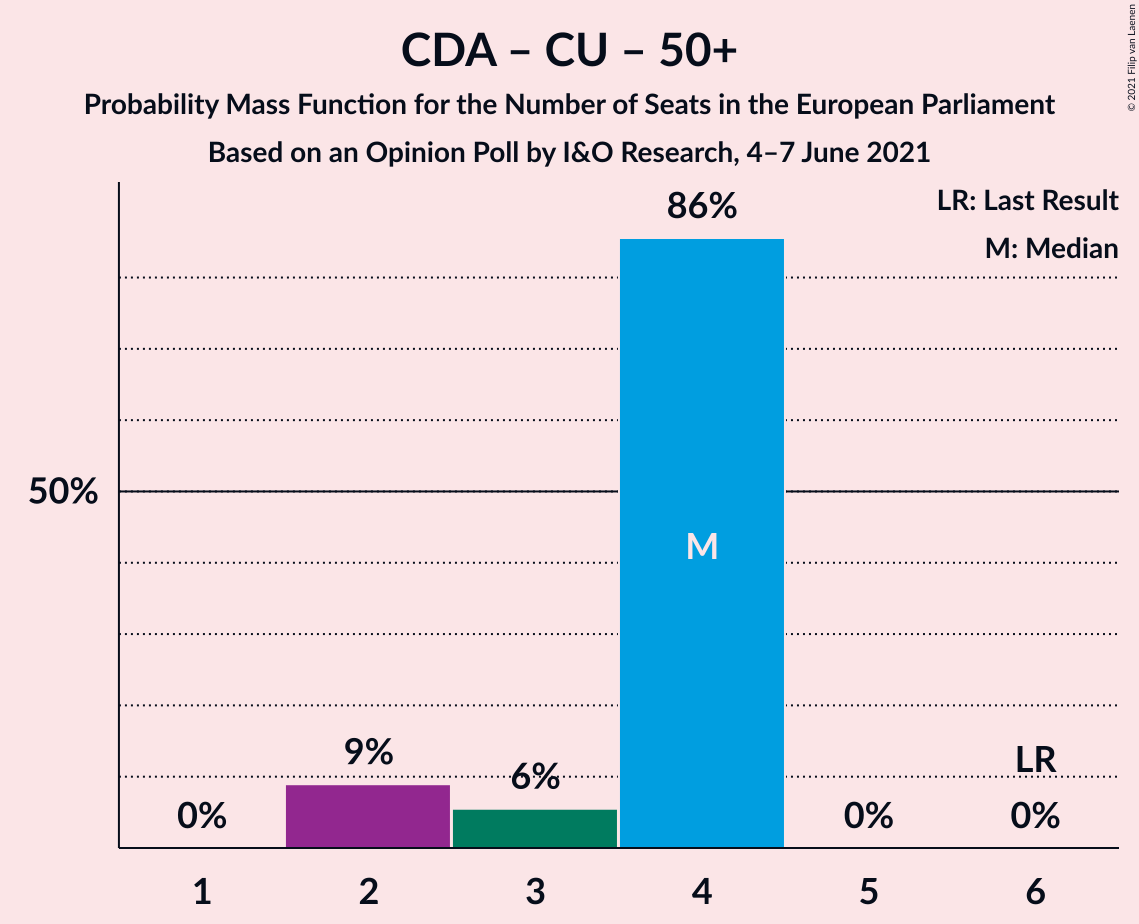 CDA – CU – 50+
Probability Mass Function for the Number of Seats in the European Parliament
Based on an Opinion Poll by I&O Research, 4–7 June 2021
© 2021 Filip van Laenen
LR: Last Result
M: Median
86%
50%
M
9%
6%
LR
0%
0%
0%
1
2
3
4
5
6